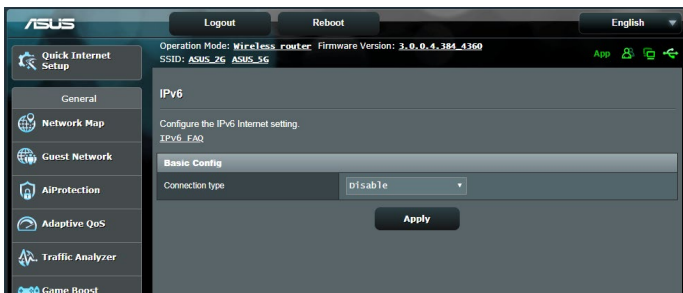 ASUS
Logout
Reboot
English
Quick Internet
Setup
Operation Mode: Wireless router Firmware Version: 3.0.0.4.384_4360
SSID: ASUS_2G ASUS_5G
App
General
Network Map
Guest Network
AiProtection
Adaptive QoS
Traffic Analyzer
Game Boost
IPv6
Configure the IPv6 Internet setting.
IPv6 FAQ
Basic Config
Connection type
Disable
Apply